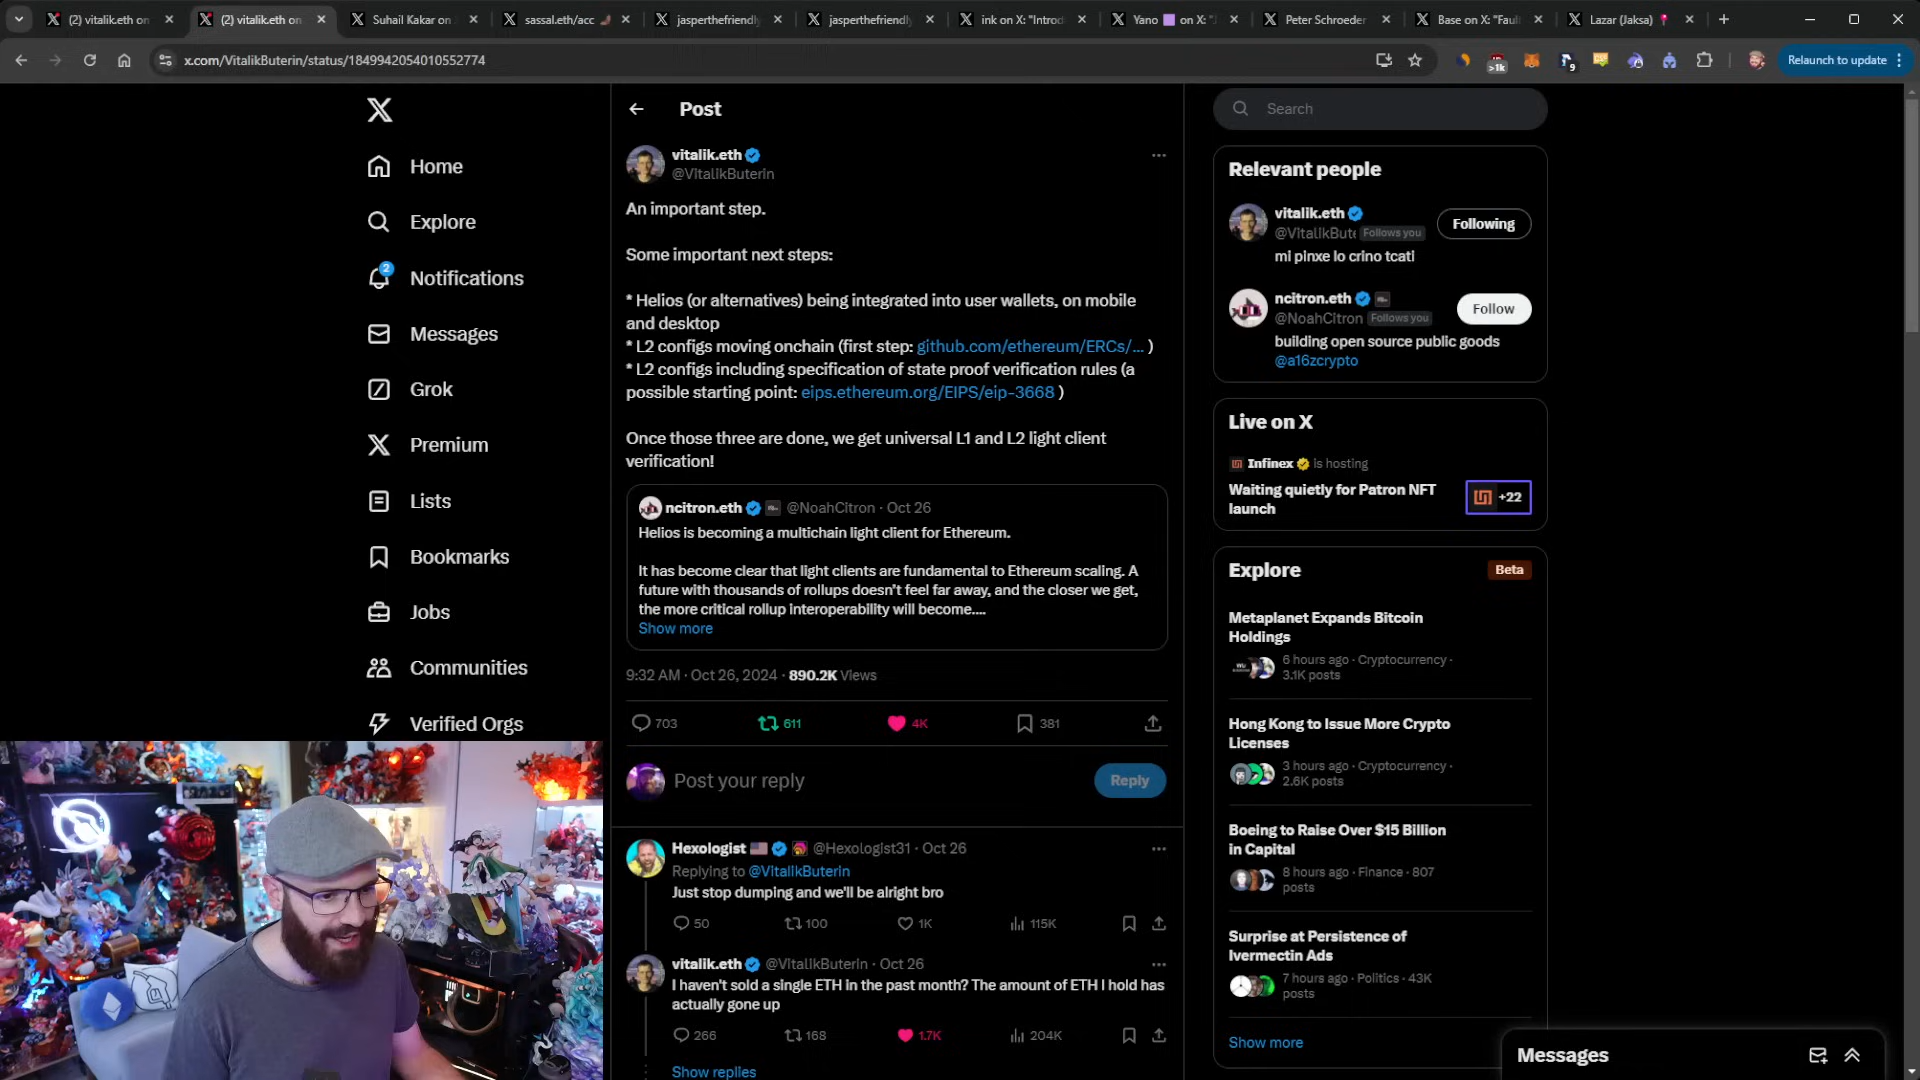 (2) vitalik.eth on
(2) vitalik.eth on
Suhail Kakar on
sassal.eth/acc
jasperthefriendly
jasperthefriendly
ink on X: "Introd
Yano on X: "
Peter Schroeder
Base on X: "Faul
Lazar (Jaksa)
x.com/VitalikButerin/status/1849942054010552774
>1k
9
Relaunch to update
Home
Explore
2
Notifications
Messages
Grok
Premium
Lists
Bookmarks
Jobs
Communities
Verified Orgs
Post
vitalik.eth
@VitalikButerin
An important step.
Some important next steps:
* Helios (or alternatives) being integrated into user wallets, on mobile
and desktop
* L2 configs moving onchain (first step: github.com/ethereum/ERCs/... )
* L2 configs including specification of state proof verification rules (a
possible starting point: eips.ethereum.org/EIPS/eip-3668 )
Once those three are done, we get universal L1 and L2 light client
verification!
ncitron.eth @NoahCitron · Oct 26
Helios is becoming a multichain light client for Ethereum.
It has become clear that light clients are fundamental to Ethereum scaling. A
future with thousands of rollups doesn't feel far away, and the closer we get,
the more critical rollup interoperability will become....
Show more
9:32 AM · Oct 26, 2024 · 890.2K Views
703 611 4K 381
Post your reply
Reply
Hexologist @Hexologist31 · Oct 26
Replying to @VitalikButerin
Just stop dumping and we'll be alright bro
50 100 1K 115K
vitalik.eth @VitalikButerin · Oct 26
I haven't sold a single ETH in the past month? The amount of ETH I hold has
actually gone up
266 168 1.7K 204K
Show replies
Search
Relevant people
vitalik.eth
@VitalikBute Follows you
Following
mi pinxe lo crino tcati
ncitron.eth
@NoahCitron Follows you
Follow
building open source public goods
@a16zcrypto
Live on X
Infinex is hosting
Waiting quietly for Patron NFT
launch
+22
Explore
Beta
Metaplanet Expands Bitcoin
Holdings
6 hours ago · Cryptocurrency ·
3.1K posts
Hong Kong to Issue More Crypto
Licenses
3 hours ago · Cryptocurrency ·
2.6K posts
Boeing to Raise Over $15 Billion
in Capital
8 hours ago · Finance · 807
posts
Surprise at Persistence of
Ivermectin Ads
7 hours ago · Politics · 43K
posts
Show more
Messages